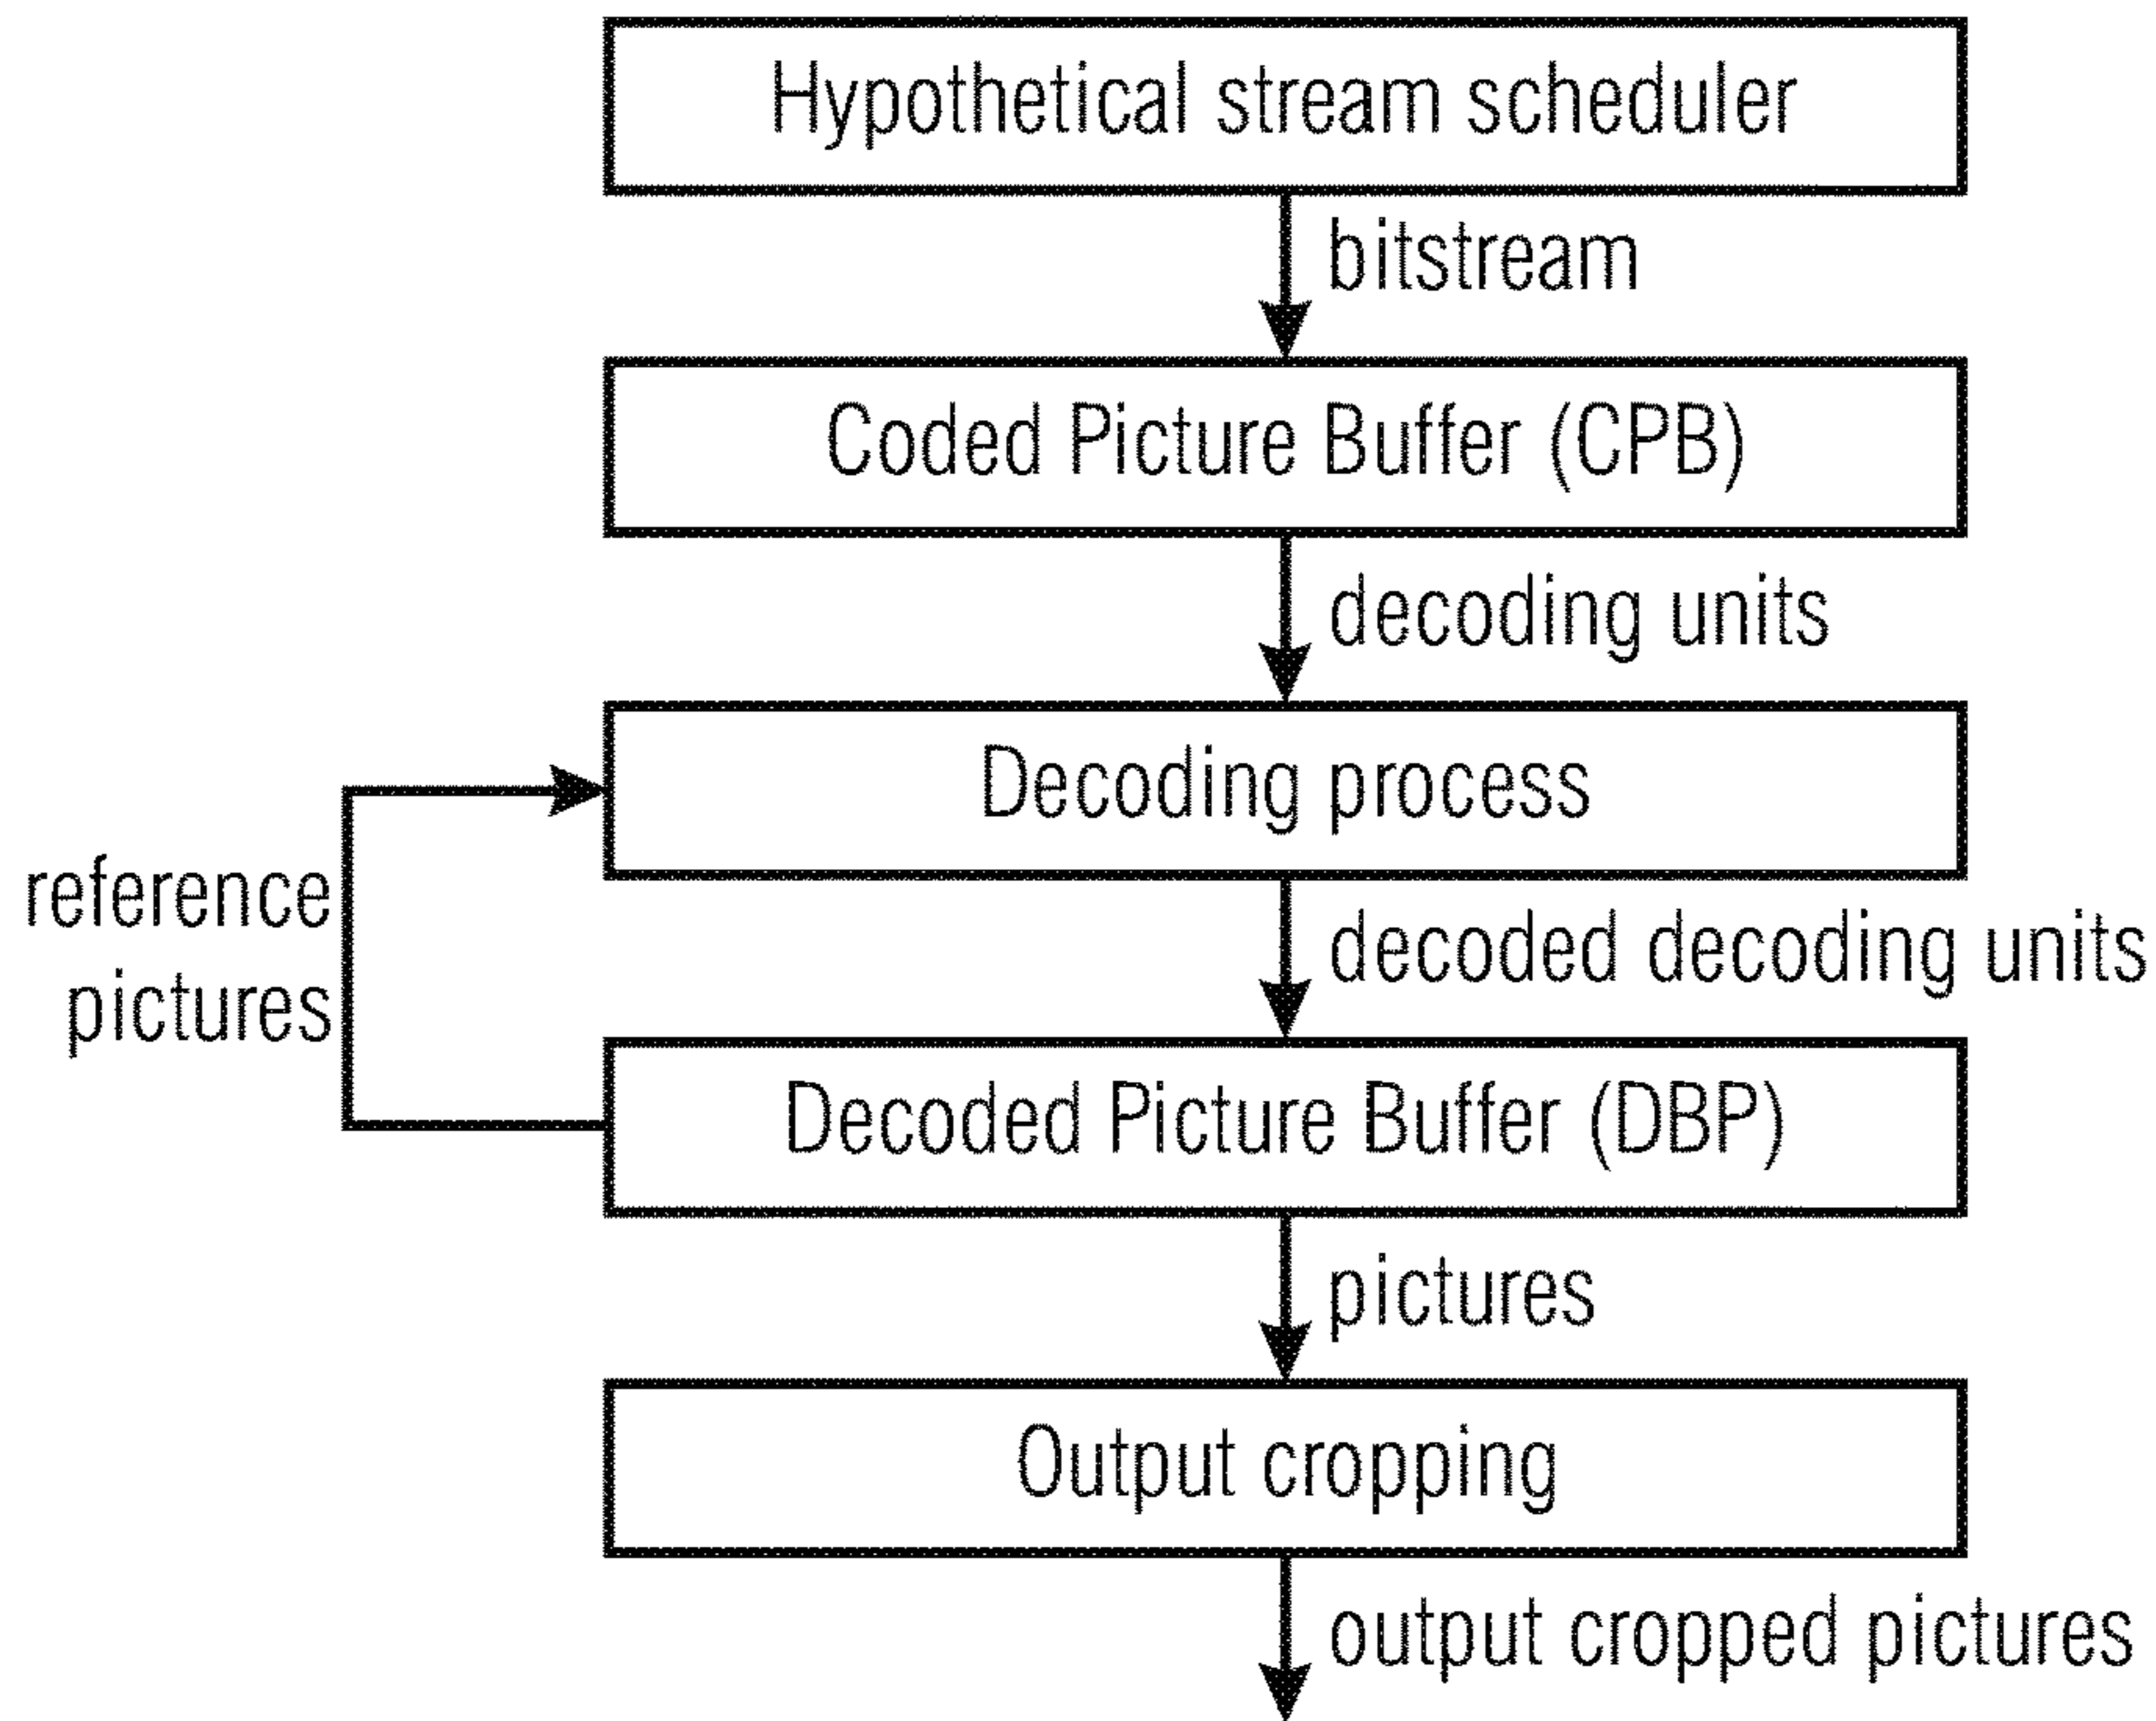 Hypothetical stream scheduler
bitstream
Coded Picture Buffer (CPB)
decoding units
Decoding process
reference
pictures
decoded decoding units
Decoded Picture Buffer (DBP)
pictures
Output cropping
output cropped pictures